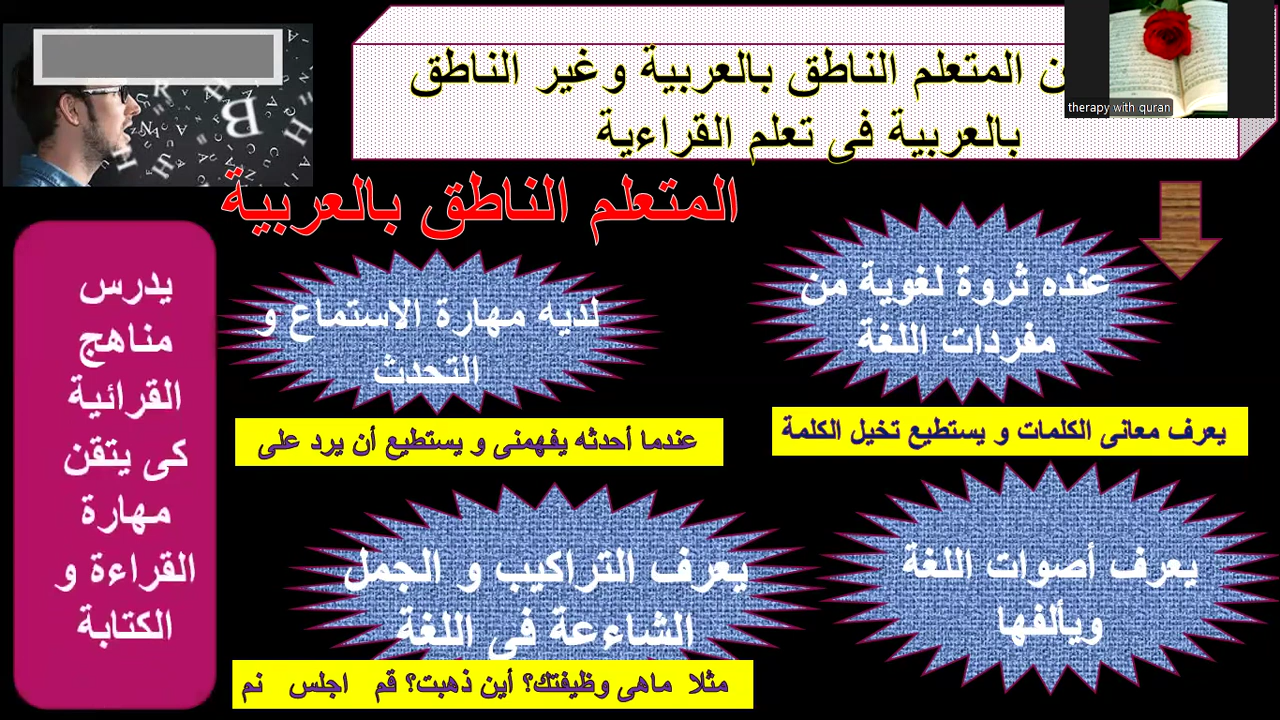 المتعلم الناطق بالعربية وغير الناطق
بالعربية فى تعلم القراءية
therapy with quran
المتعلم الناطق بالعربية
عنده ثروة لغوية من
مفردات اللغة
يعرف معانى الكلمات و يستطيع تخيل الكلمة
لديه مهارة الاستماع و
التحدث
عندما أحدثه يفهمنى و يستطيع أن يرد على
يعرف أصوات اللغة
ويألفها
يعرف التراكيب و الجمل
الشاءعة فى اللغة
مثلا ماهى وظيفتك؟ أين ذهبت؟ قم اجلس نم
يدرس
مناهج
القرائية
كى يتقن
مهارة
القراءة و
الكتابة